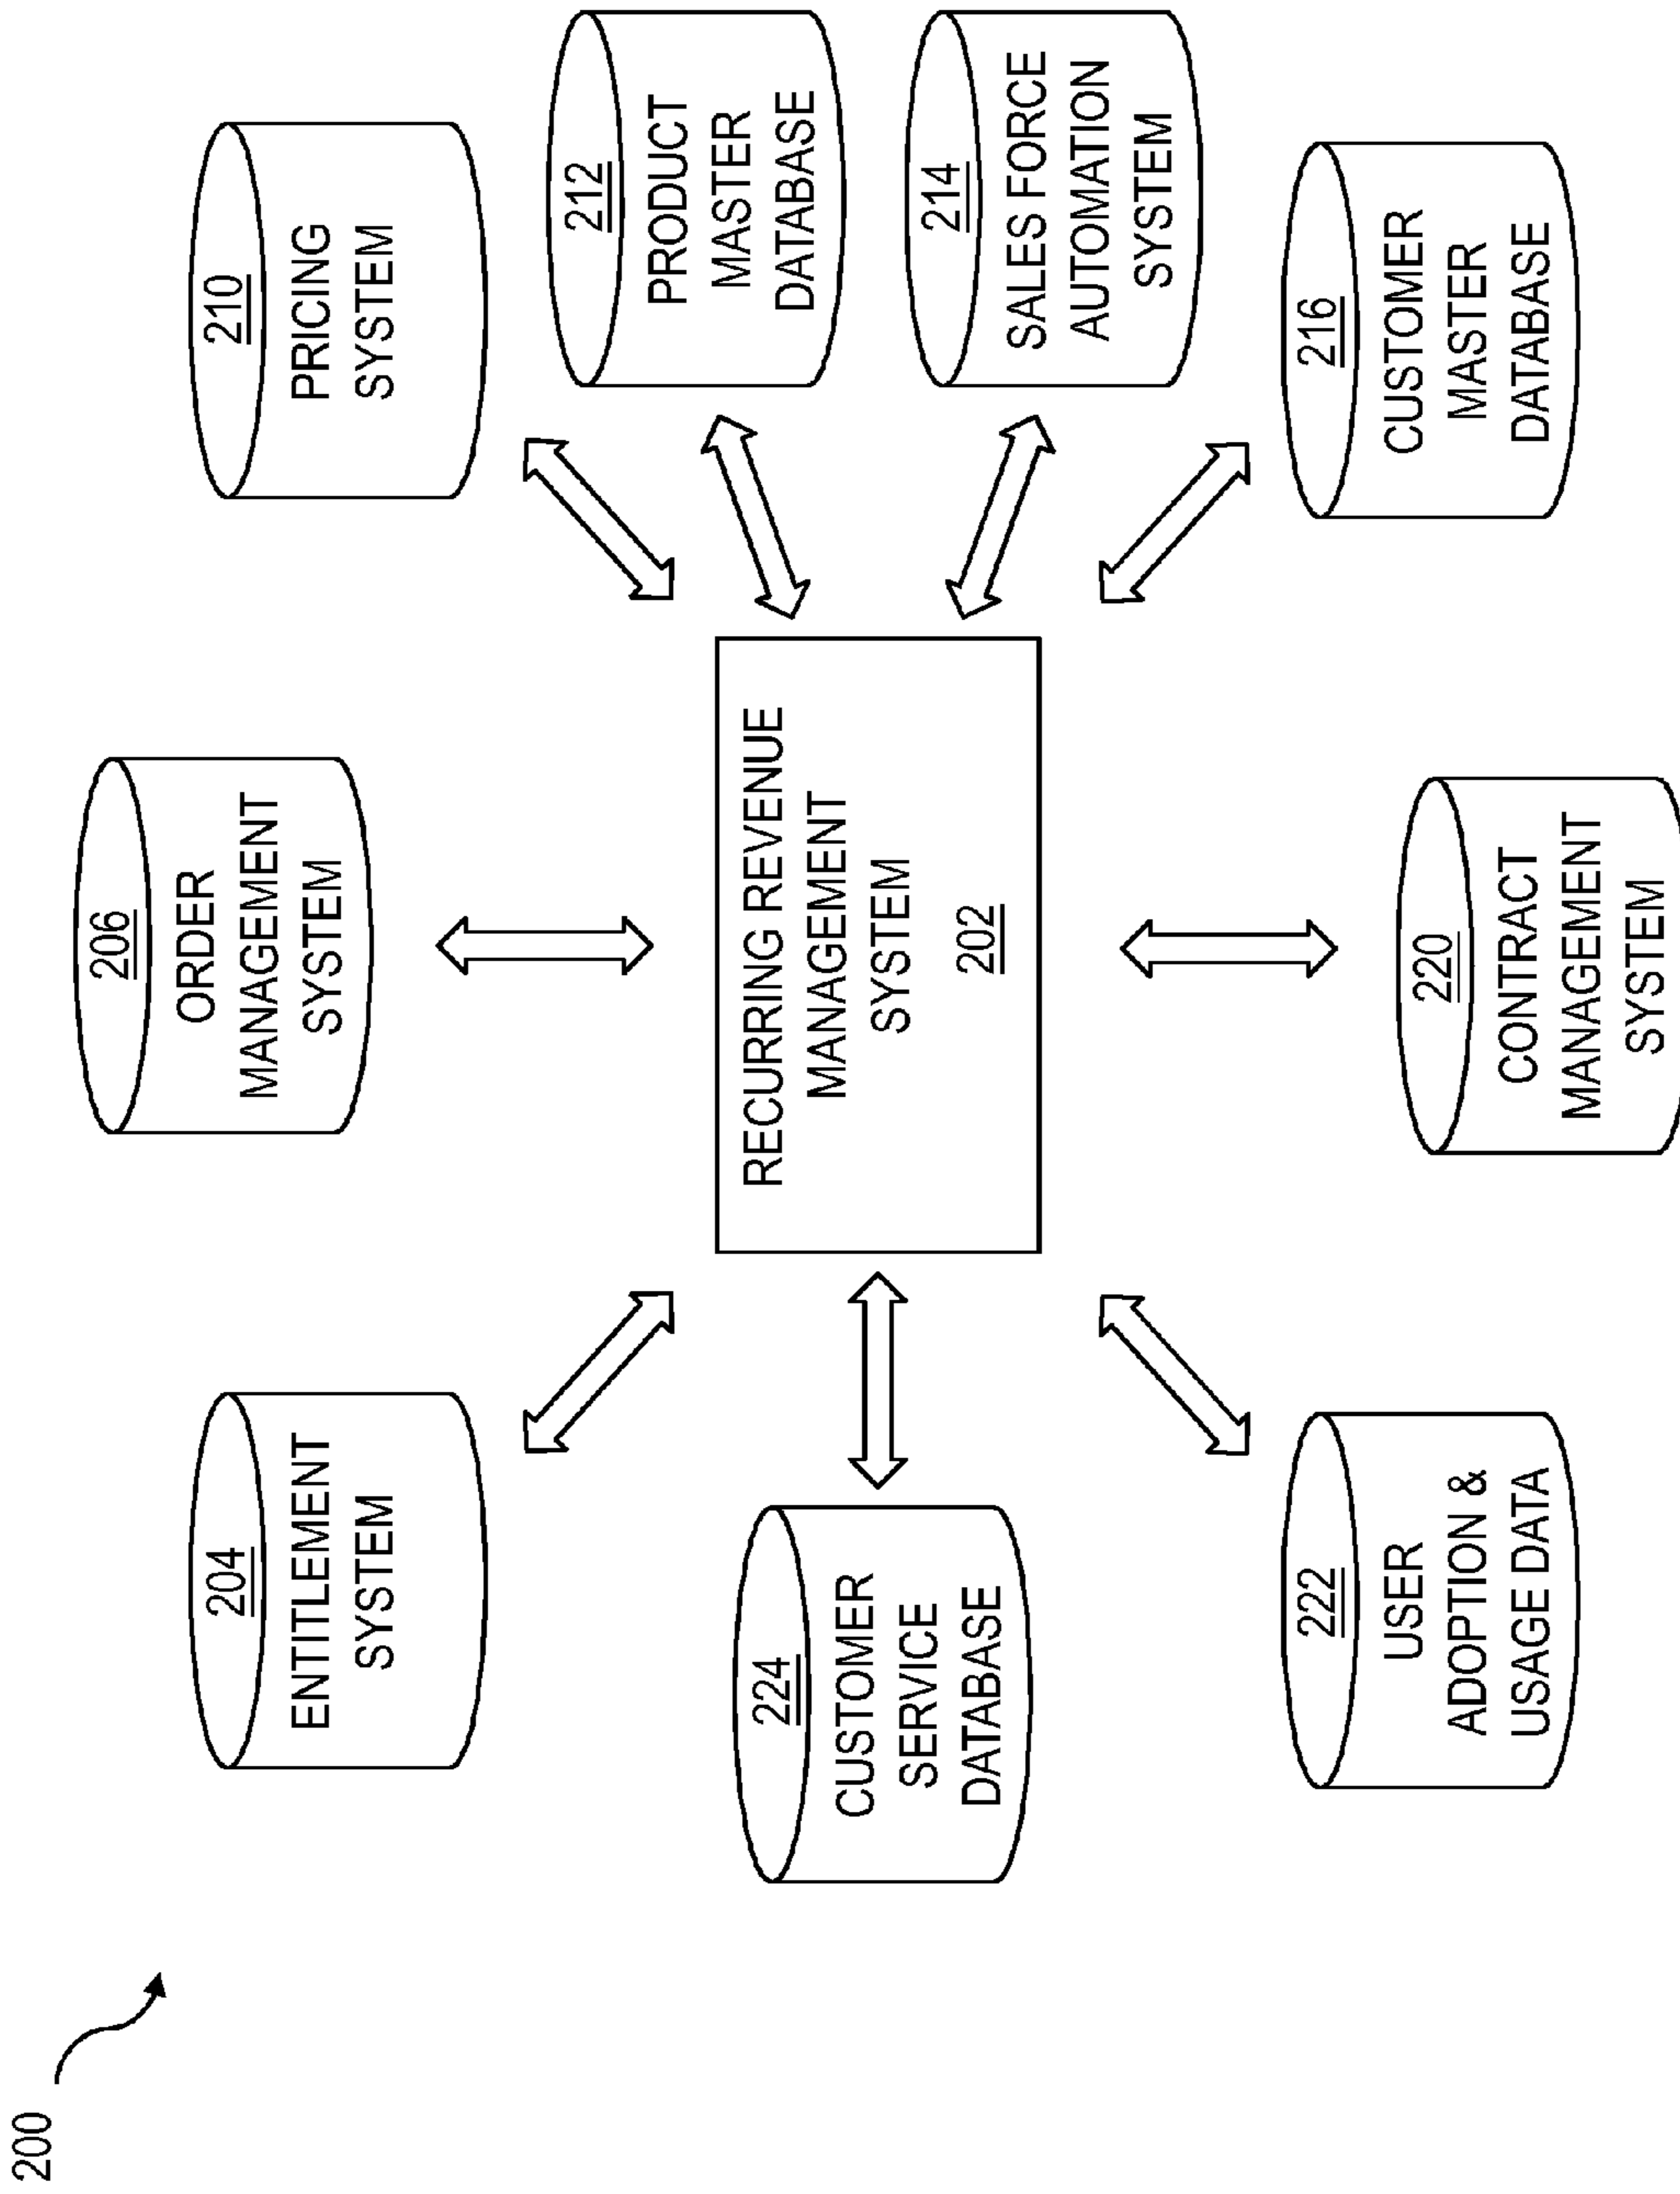 200
204
ENTITLEMENT
SYSTEM
206
ORDER
MANAGEMENT
SYSTEM
210
PRICING
SYSTEM
212
PRODUCT
MASTER
DATABASE
224
CUSTOMER
SERVICE
DATABASE
RECURRING REVENUE
MANAGEMENT
SYSTEM
202
214
SALES FORCE
AUTOMATION
SYSTEM
222
USER
ADOPTION &
USAGE DATA
220
CONTRACT
MANAGEMENT
SYSTEM
216
CUSTOMER
MASTER
DATABASE